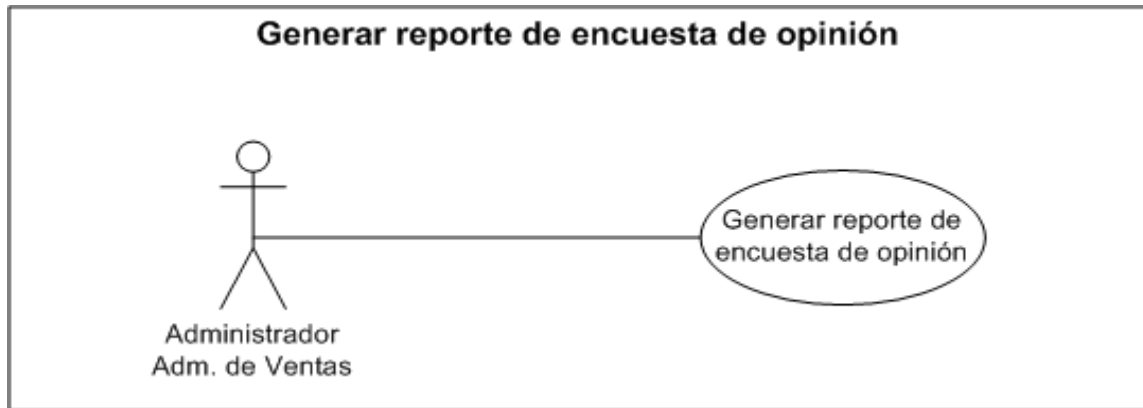 Generar reporte de encuesta de opinión
Generar reporte de
encuesta de opinión
Administrador
Adm. de Ventas